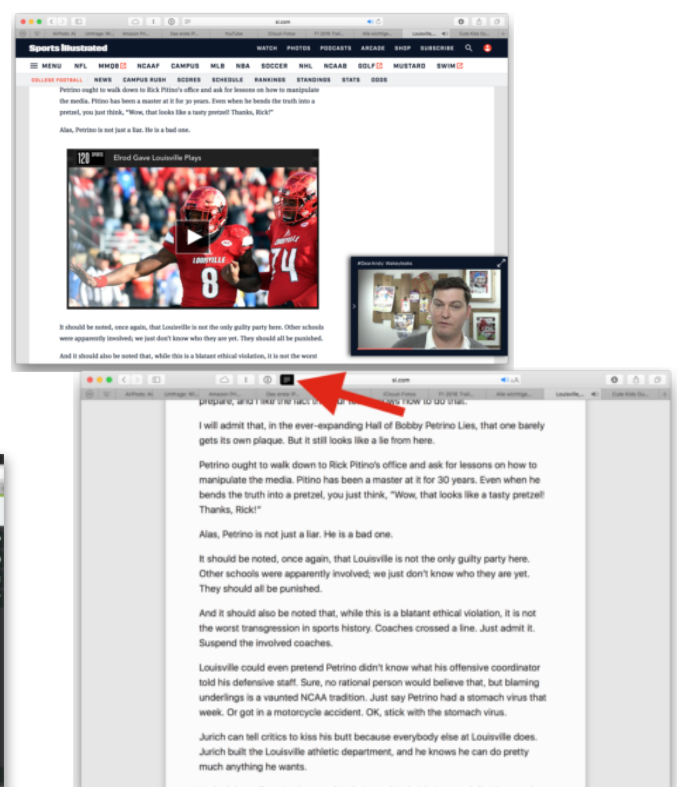 si.com
YouTube
iCloud Fotos
Louisville,...
Sports Illustrated
WATCH PHOTOS PODCASTS ARCADE SHOP SUBSCRIBE
MENU NFL MMQB NCAAF CAMPUS MLB NBA SOCCER NHL NCAAB GOLF MUSTARD SWIM
COLLEGE FOOTBALL NEWS CAMPUS RUSH SCORES SCHEDULE RANKINGS STANDINGS STATS ODDS
Petrino ought to walk down to Rick Pitino's office and ask for lessons on how to manipulate
the media. Pitino has been a master at it for 30 years. Even when he bends the truth into a
pretzel, you just think, "Wow, that looks like a tasty pretzel! Thanks, Rick!"
Alas, Petrino is not just a liar. He is a bad one.
120 SPORTS Elrod Gave Louisville Plays
LOUISVILLE
8
74
It should be noted, once again, that Louisville is not the only guilty party here. Other schools
were apparently involved; we just don't know who they are yet. They should all be punished.
And it should also be noted that, while this is a blatant ethical violation, it is not the worst
si.com
Louisville,...
prepare, and I like the fact
how to do that.
I will admit that, in the ever-expanding Hall of Bobby Petrino Lies, that one barely
gets its own plaque. But it still looks like a lie from here.
Petrino ought to walk down to Rick Pitino's office and ask for lessons on how to
manipulate the media. Pitino has been a master at it for 30 years. Even when he
bends the truth into a pretzel, you just think, "Wow, that looks like a tasty pretzel!
Thanks, Rick!"
Alas, Petrino is not just a liar. He is a bad one.
It should be noted, once again, that Louisville is not the only guilty party here.
Other schools were apparently involved; we just don't know who they are yet.
They should all be punished.
And it should also be noted that, while this is a blatant ethical violation, it is not
the worst transgression in sports history. Coaches crossed a line. Just admit it.
Suspend the involved coaches.
Louisville could even pretend Petrino didn't know what his offensive coordinator
told his defensive staff. Sure, no rational person would believe that, but blaming
underlings is a vaunted NCAA tradition. Just say Petrino had a stomach virus that
week. Or got in a motorcycle accident. OK, stick with the stomach virus.
Jurich can tell critics to kiss his butt because everybody else at Louisville does.
Jurich built the Louisville athletic department, and he knows he can do pretty
much anything he wants.